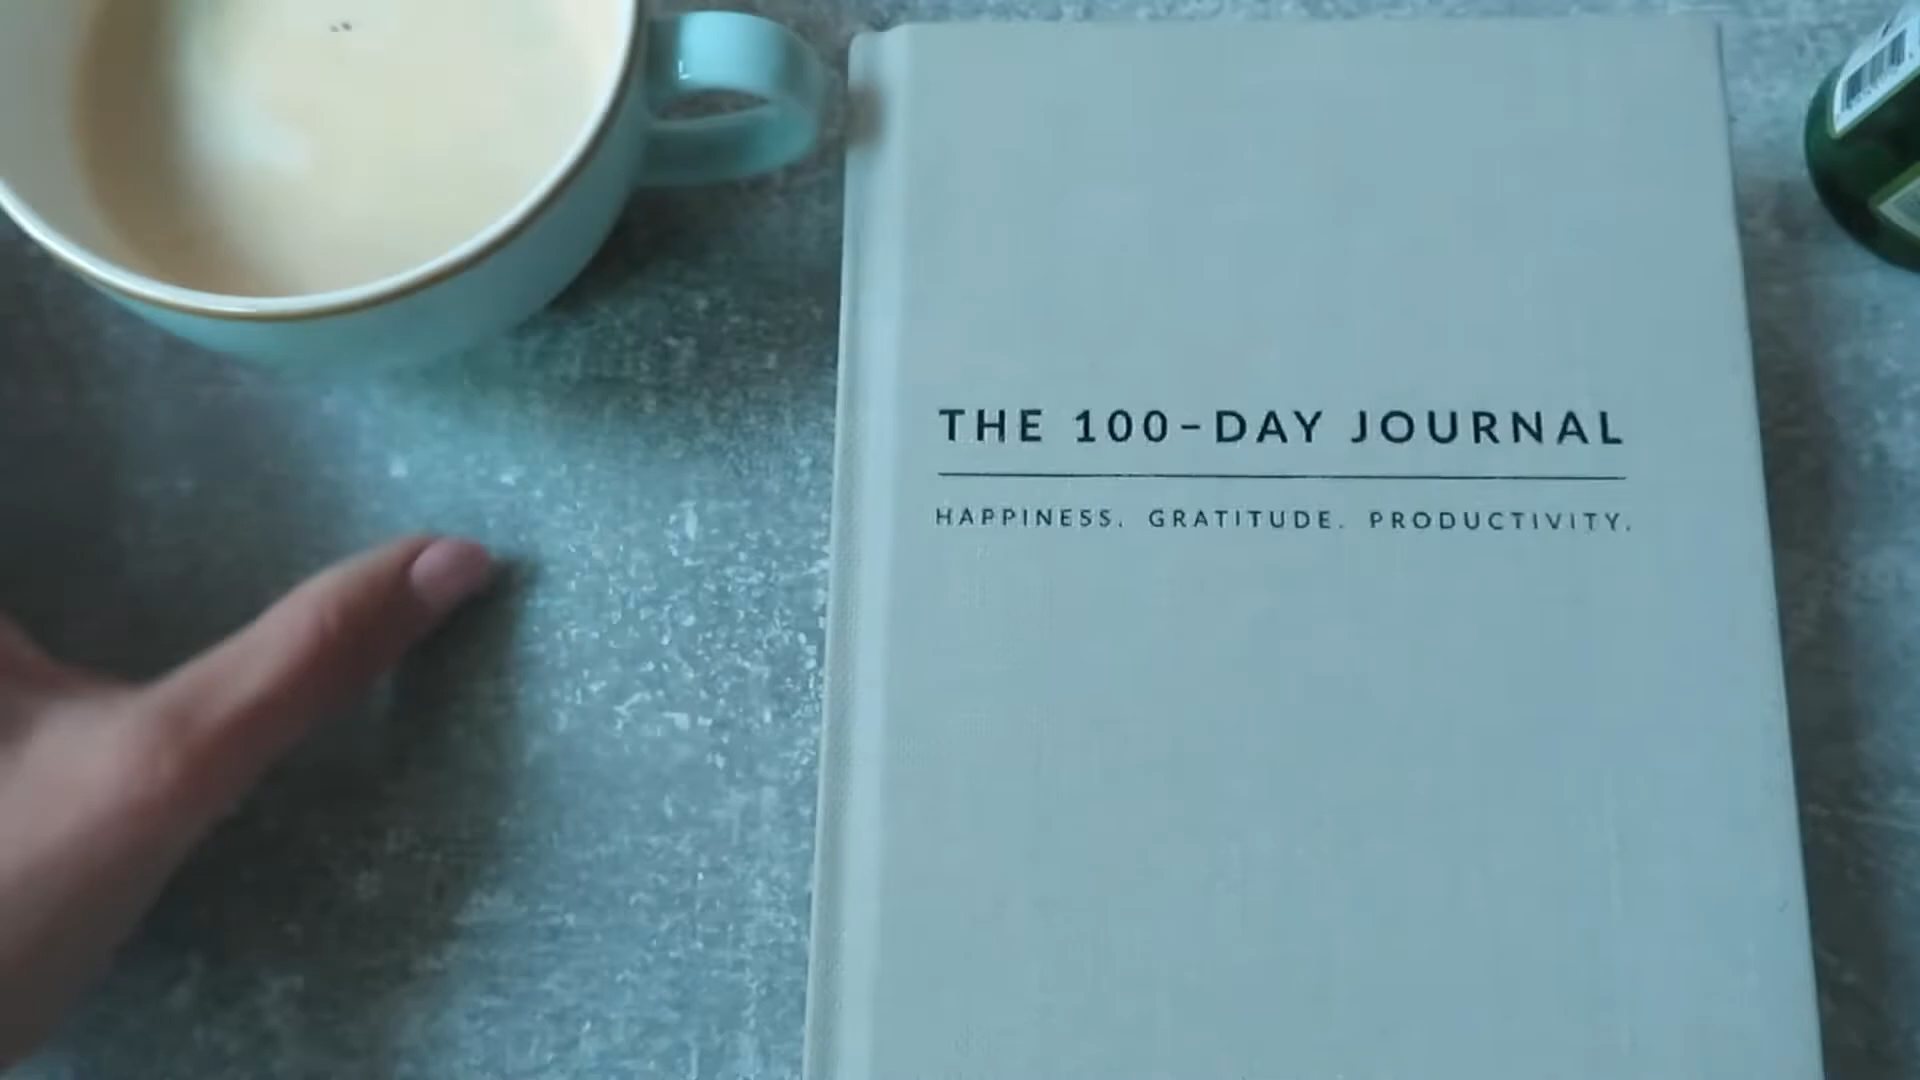 THE 100-DAY JOURNAL
HAPPINESS. GRATITUDE. PRODUCTIVITY.